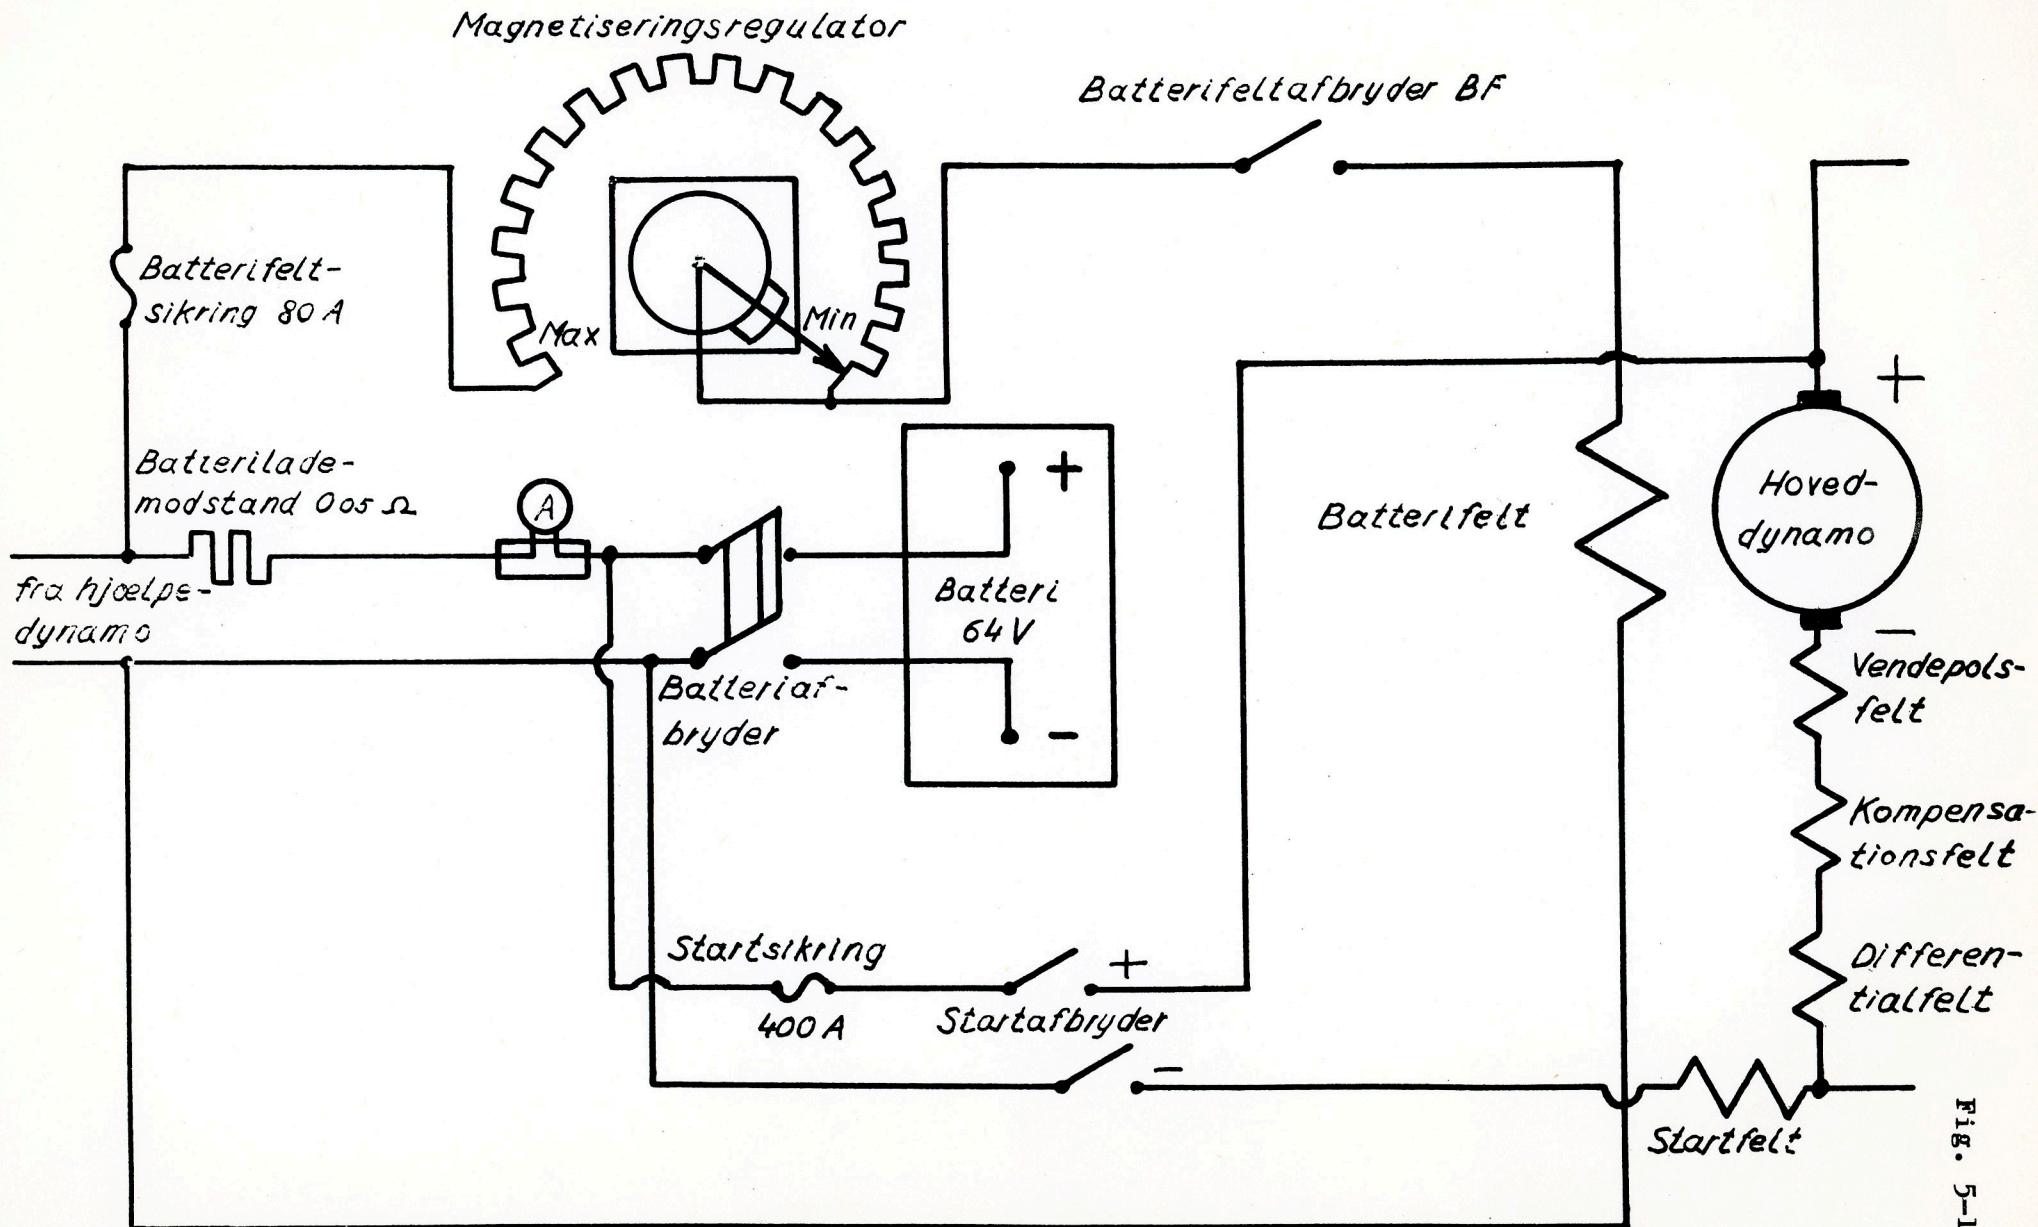 Magnetiseringsregulator
Batterifeltafbryder BF
Batterifelt-
sikring 80 A
Max
Min
+
Batterilade-
modstand 0 05 Ω
A
+
Batterifelt
Hoved-
dynamo
fra hjælpe-
dynamo
Batteri
64 V
−
Vendepols-
felt
Batteriaf-
bryder
−
Kompensa-
tionsfelt
Startsikring
+
Differen-
tialfelt
400 A
Startafbryder
−
Startfelt
Fig. 5-1